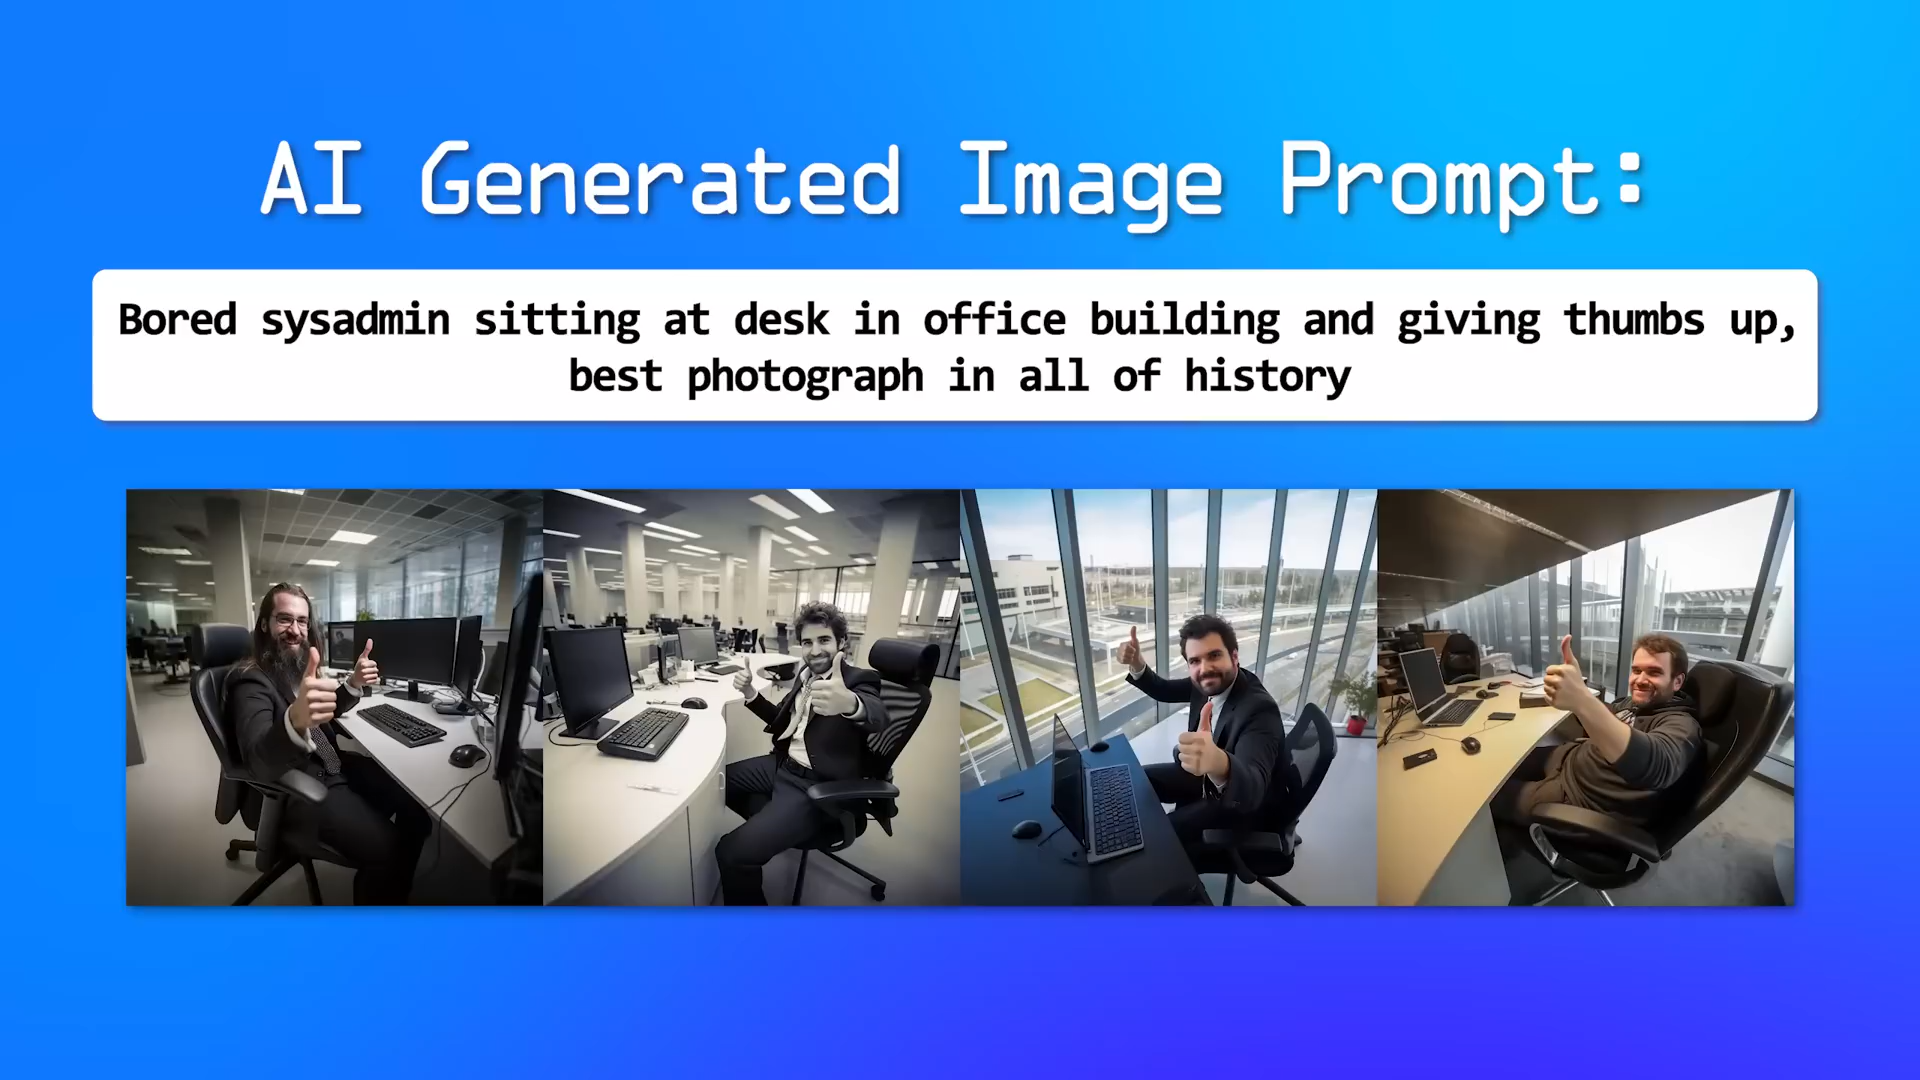 AI Generated Image Prompt:
Bored sysadmin sitting at desk in office building and giving thumbs up,
best photograph in all of history